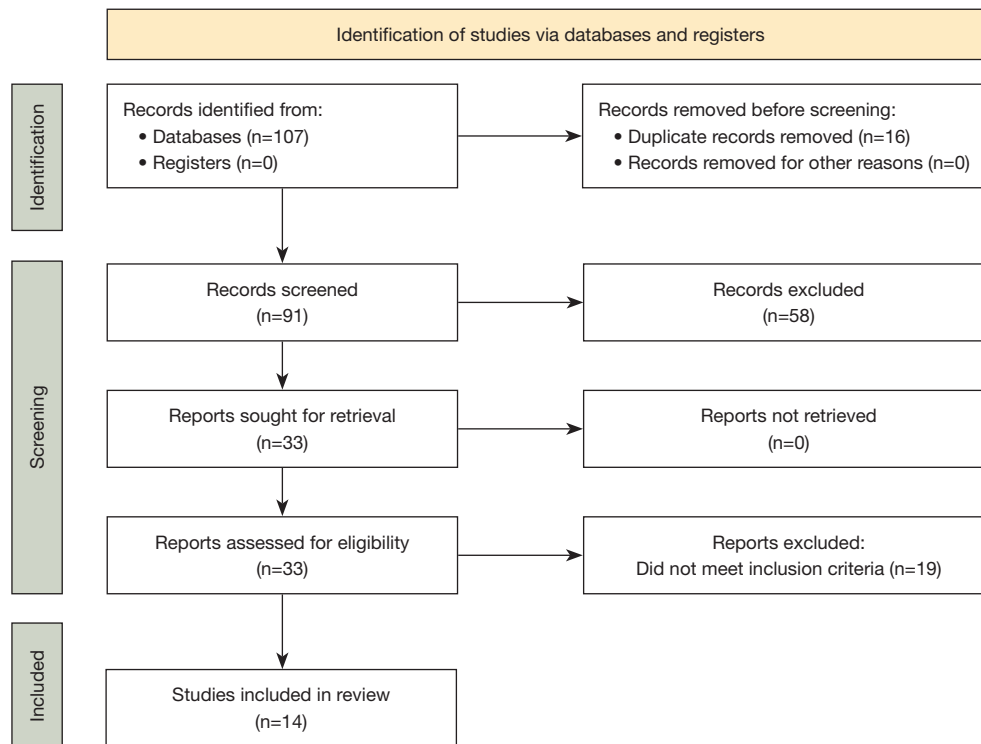 Identification of studies via databases and registers
Identification
Records identified from:
• Databases (n=107)
• Registers (n=0)
Records removed before screening:
• Duplicate records removed (n=16)
• Records removed for other reasons (n=0)
Screening
Records screened
(n=91)
Records excluded
(n=58)
Reports sought for retrieval
(n=33)
Reports not retrieved
(n=0)
Reports assessed for eligibility
(n=33)
Reports excluded:
Did not meet inclusion criteria (n=19)
Included
Studies included in review
(n=14)